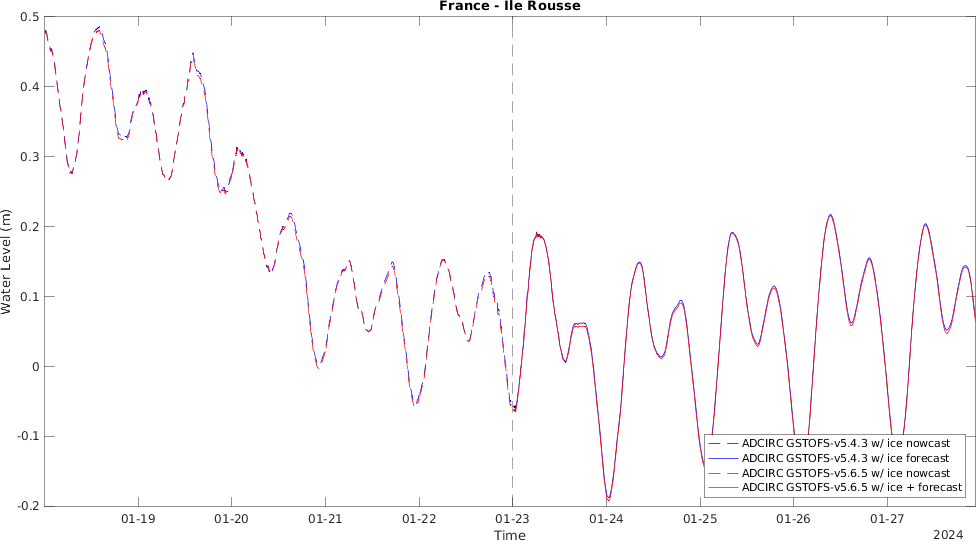 France - Ile Rousse
0.5
0.4
0.3
0.2
0.1
0
-0.1
-0.2
Water Level (m)
ADCIRC GSTOFS-v5.4.3 w/ ice nowcast
ADCIRC GSTOFS-v5.4.3 w/ ice forecast
ADCIRC GSTOFS-v5.6.5 w/ ice nowcast
ADCIRC GSTOFS-v5.6.5 w/ ice + forecast
01-19 01-20 01-21 01-22 01-23 01-24 01-25 01-26 01-27
Time
2024